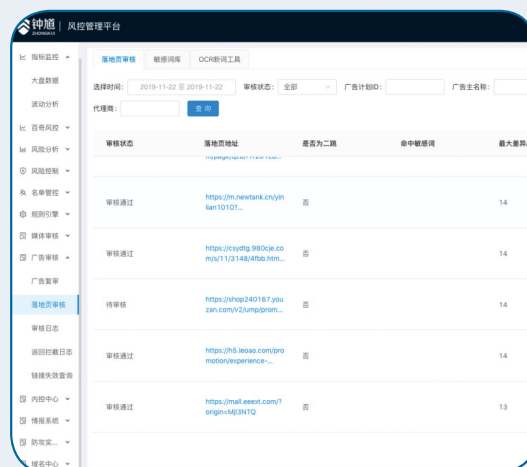 钟馗 | 风控管理平台
ZHONGKUI
指标监控
大盘数据
波动分析
百奇风控
风险分析
风险控制
名单管控
规则引擎
媒体审核
广告审核
广告复审
落地页审核
审核日志
返回拦截日志
链接失效查询
内控中心
情报系统
防攻实...
域名中心
落地页审核 敏感词库 OCR断词工具
选择时间: 2019-11-22 至 2019-11-22 审核状态: 全部 广告计划ID: 广告主名称:
代理商: 查询
审核状态 落地页地址 是否为二跳 命中敏感词 最大差异
审核通过 https://m.newtank.cn/yin 否 14
lian1010?...
审核通过 https://csydtg.980cje.co 否 14
m/s/11/3148/4fbb.htm...
待审核 https://shop240167.you 否 14
zan.com/v2/ump/prom...
审核通过 https://h5.leoao.com/pro 否 14
motion/experience-...
审核通过 https://mall.eeext.com/? 否 13
origin=MjI3NTQ